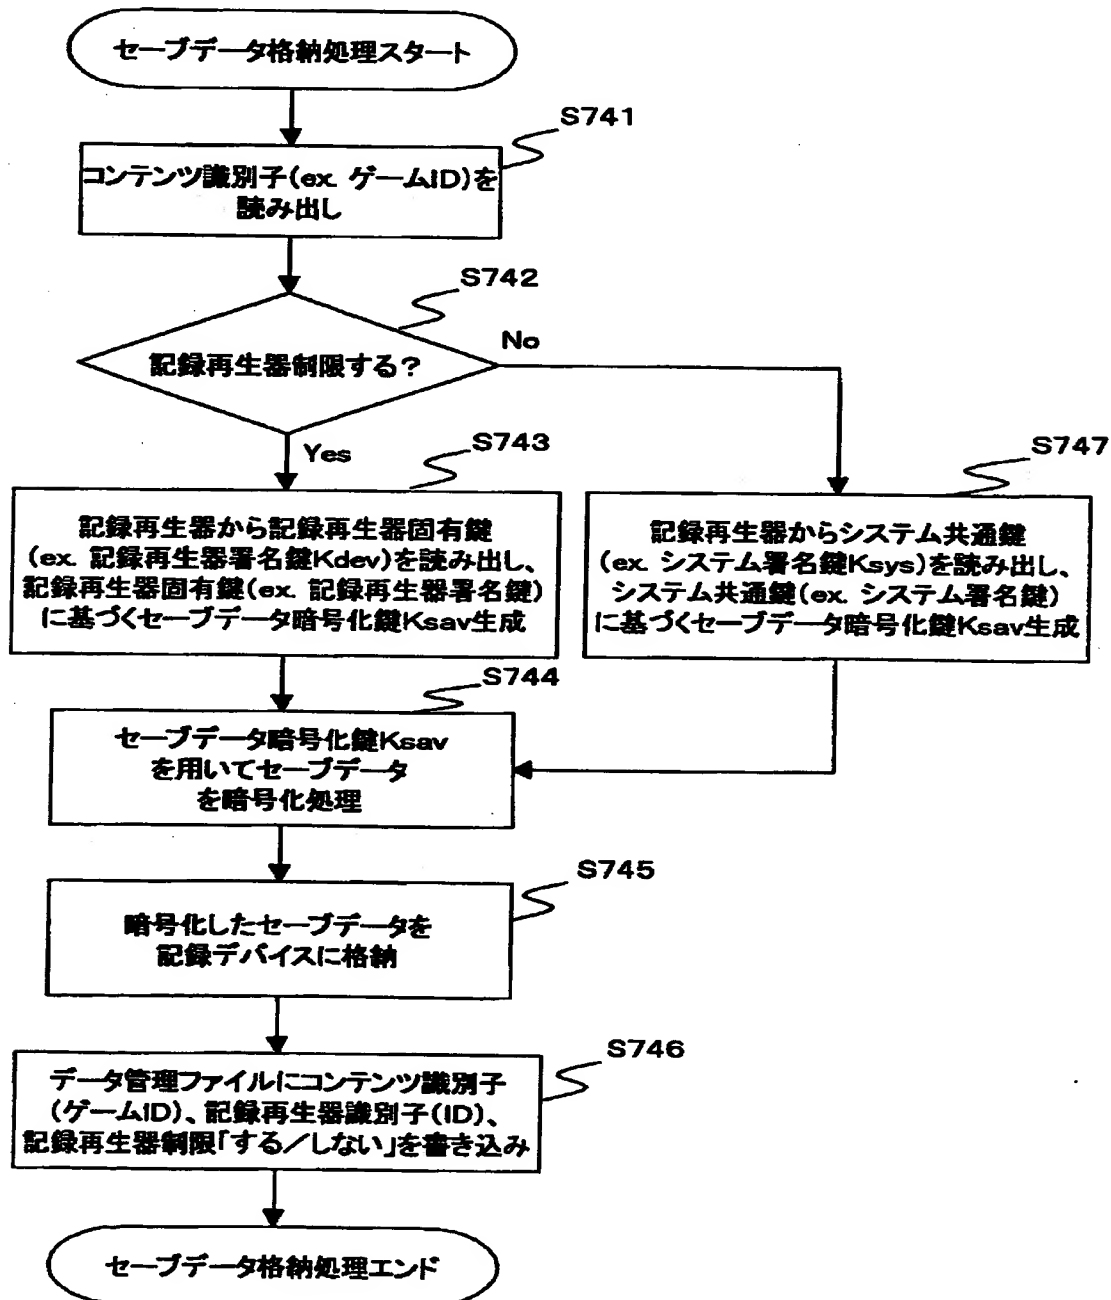 セーブデータ格納処理スタート
S741
コンテンツ識別子(ex. ゲームID)を
読み出し
S742
記録再生器制限する?
No
Yes
S743
記録再生器から記録再生器固有鍵
(ex. 記録再生器署名鍵Kdev)を読み出し、
記録再生器固有鍵(ex. 記録再生器署名鍵)
に基づくセーブデータ暗号化鍵Ksav生成
S747
記録再生器からシステム共通鍵
(ex. システム署名鍵Ksys)を読み出し、
システム共通鍵(ex. システム署名鍵)
に基づくセーブデータ暗号化鍵Ksav生成
S744
セーブデータ暗号化鍵Ksav
を用いてセーブデータ
を暗号化処理
S745
暗号化したセーブデータを
記録デバイスに格納
S746
データ管理ファイルにコンテンツ識別子
(ゲームID)、記録再生器識別子(ID)、
記録再生器制限「する/しない」を書き込み
セーブデータ格納処理エンド